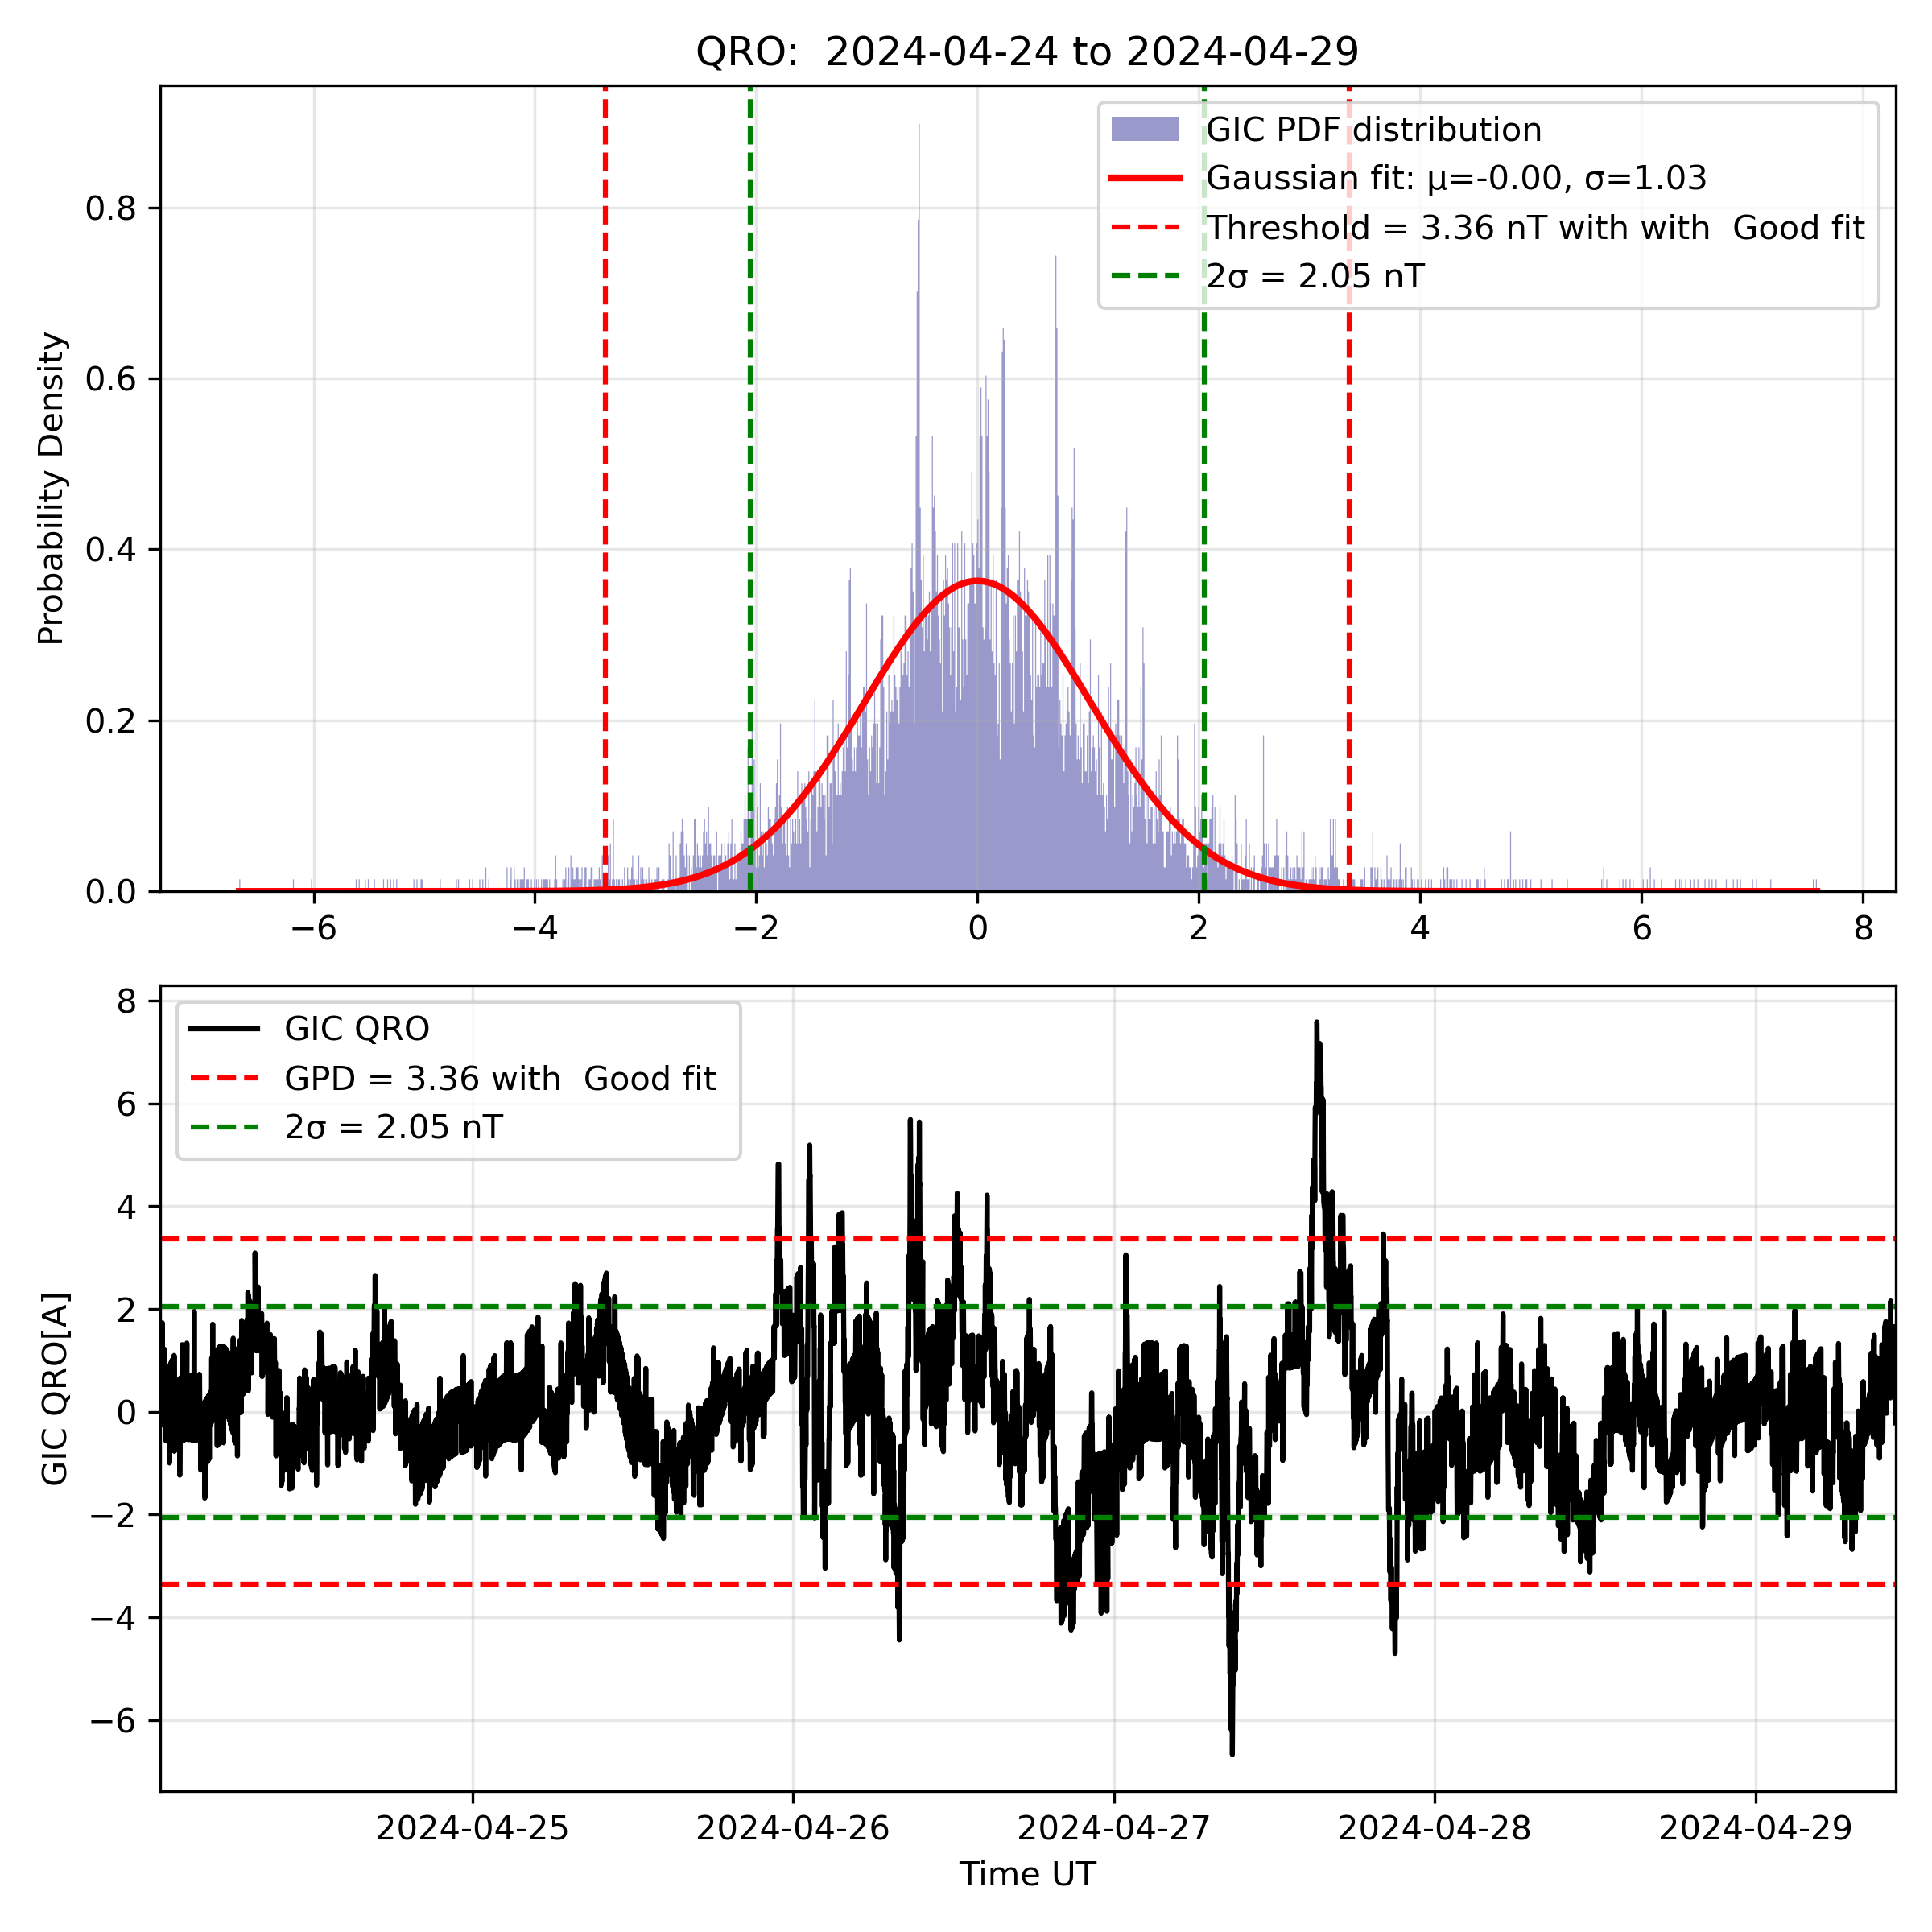 QRO:  2024-04-24 to 2024-04-29
Probability Density
0.8
0.6
0.4
0.2
0.0
GIC PDF distribution
Gaussian fit: μ=-0.00, σ=1.03
Threshold = 3.36 nT with with  Good fit
2σ = 2.05 nT
−6 −4 −2 0 2 4 6 8
GIC QRO[A]
8
6
4
2
0
−2
−4
−6
GIC QRO
GPD = 3.36 with  Good fit
2σ = 2.05 nT
2024-04-25 2024-04-26 2024-04-27 2024-04-28 2024-04-29
Time UT